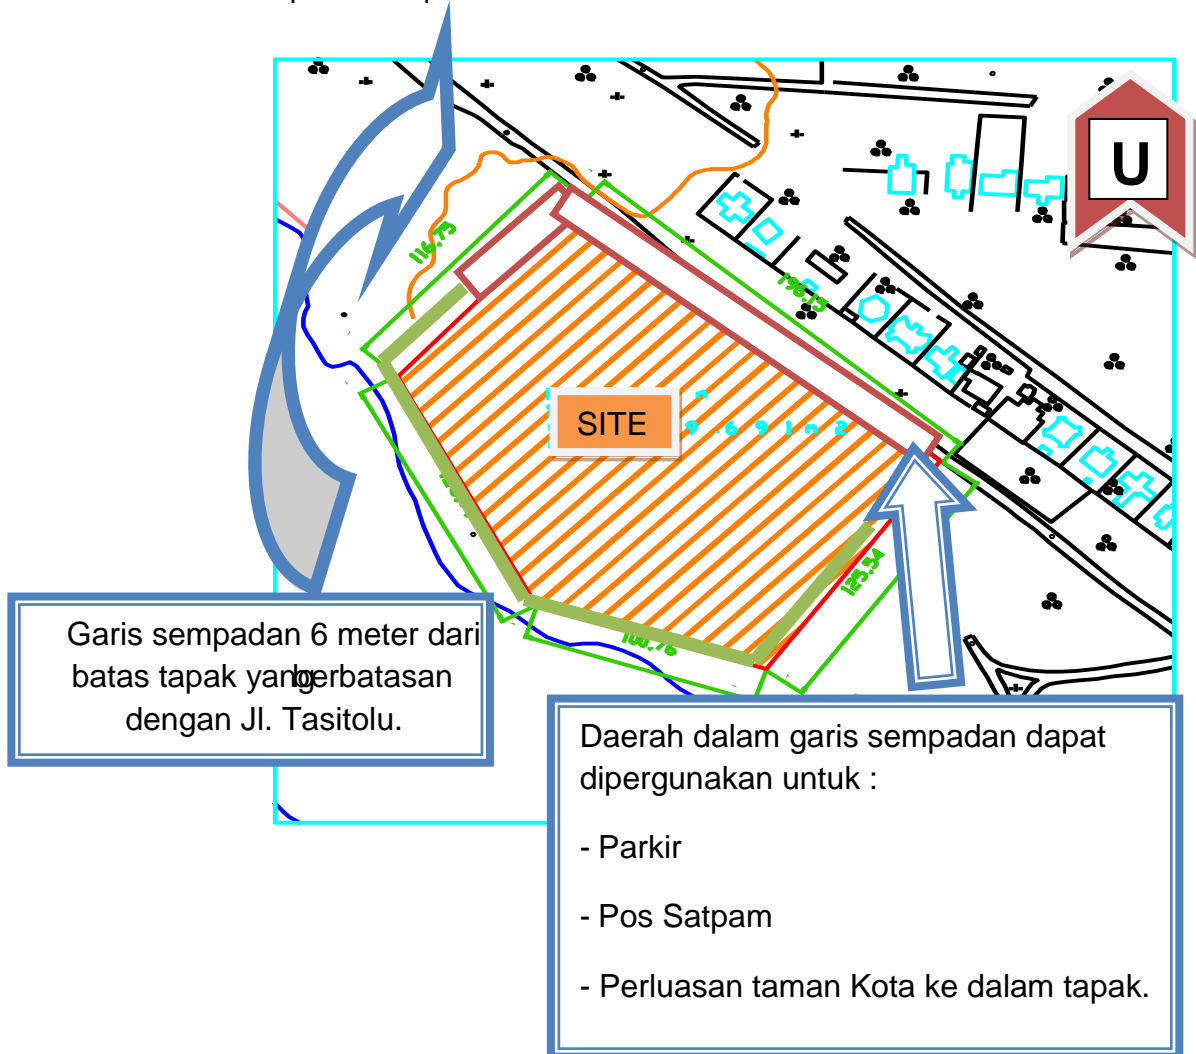 U
116,75
196,15
SITE
125,54
100,76
Garis sempadan 6 meter dari
batas tapak yang berbatasan
dengan Jl. Tasitolu.
Daerah dalam garis sempadan dapat
dipergunakan untuk :
- Parkir
- Pos Satpam
- Perluasan taman Kota ke dalam tapak.